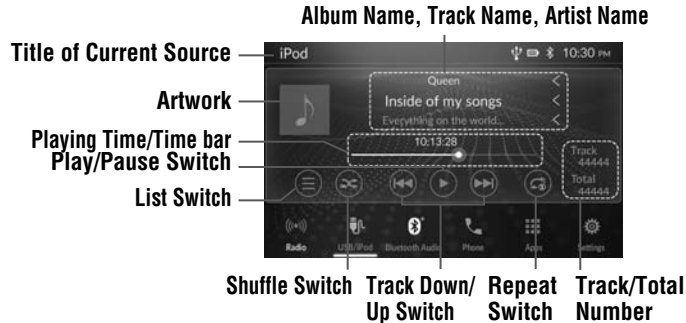 Album Name, Track Name, Artist Name
Title of Current Source
iPod
10:30 PM
Artwork
Queen
Inside of my songs
Everything on the world...
Playing Time/Time bar
10:13:28
Play/Pause Switch
Track
44444
Total
44444
List Switch
Radio
USB/iPod
Bluetooth Audio
Phone
Apps
Settings
Shuffle Switch
Track Down/
Up Switch
Repeat
Switch
Track/Total
Number